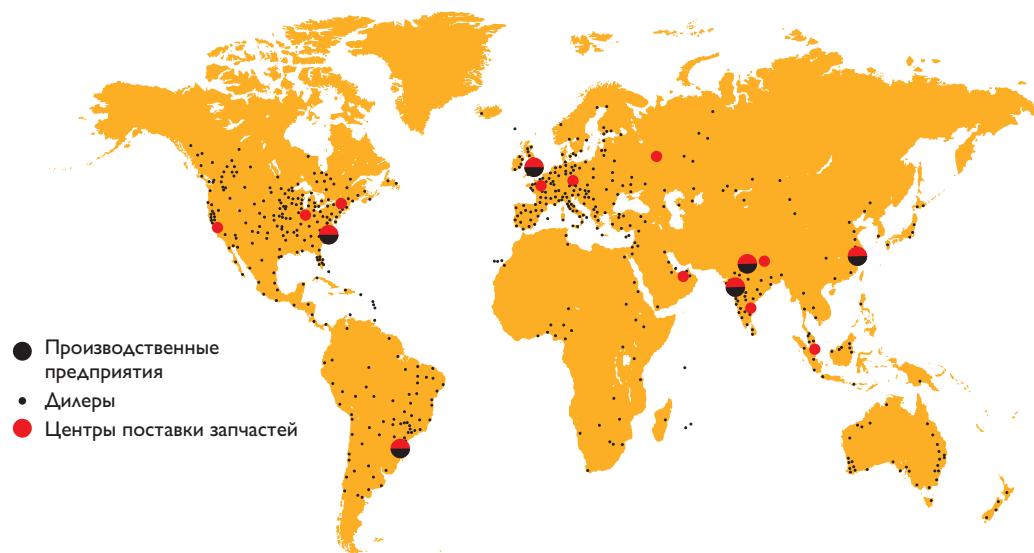 Производственные
предприятия
Дилеры
Центры поставки запчастей